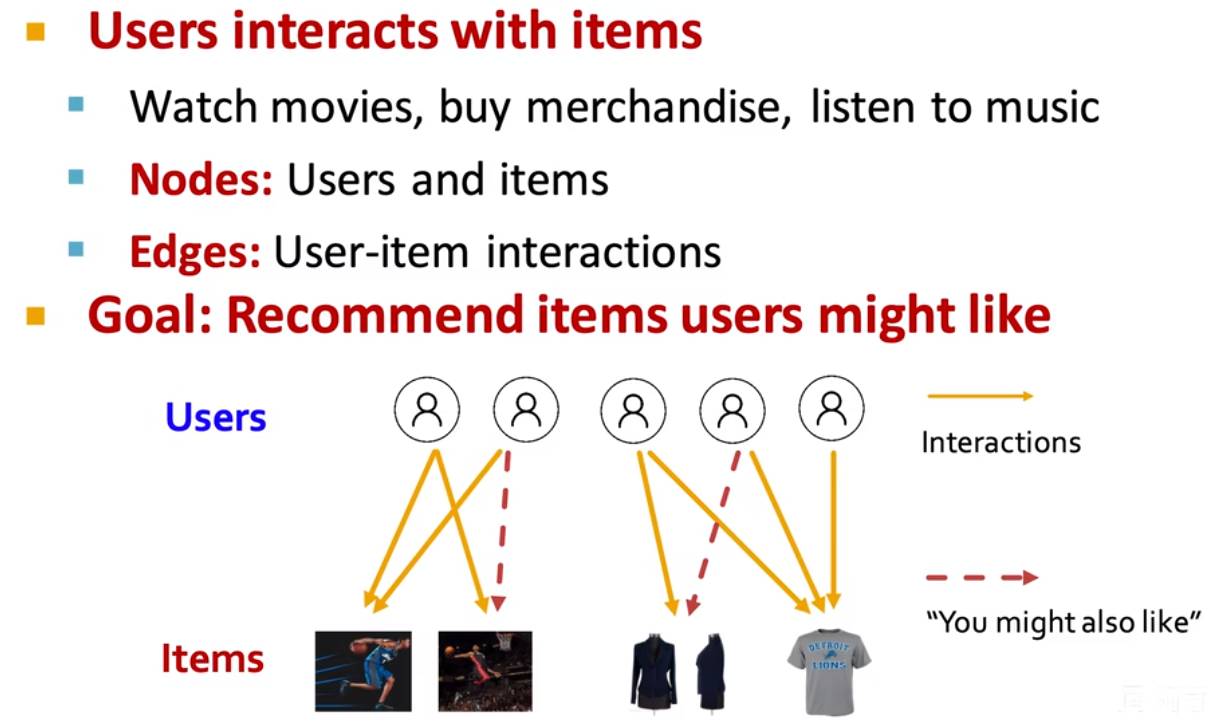 Users interacts with items
Watch movies, buy merchandise, listen to music
Nodes: Users and items
Edges: User-item interactions
Goal: Recommend items users might like
Users
Interactions
"You might also like"
Items
DETROIT
LIONS